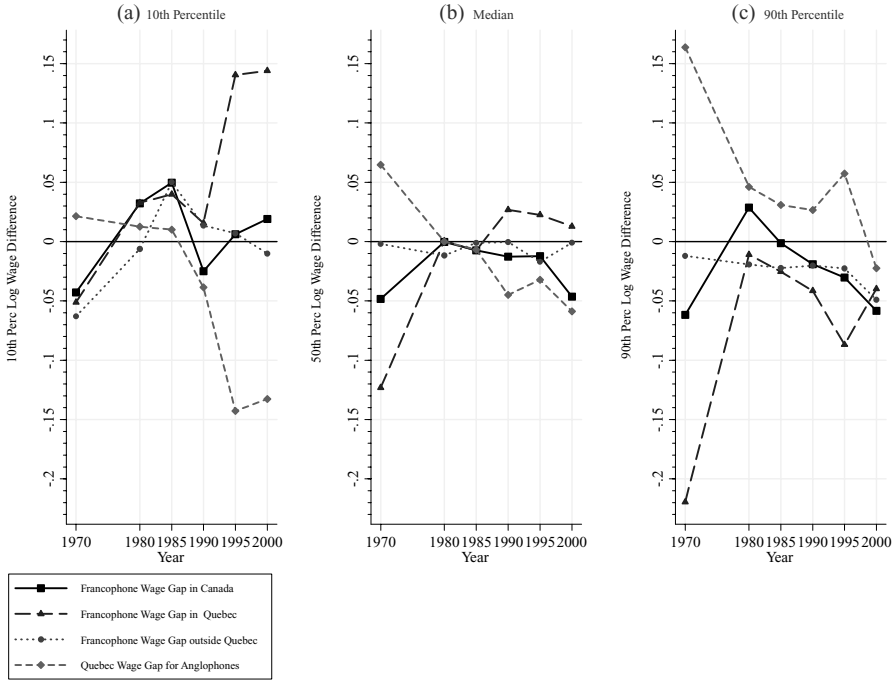 (a) 10th Percentile
10th Perc Log Wage Difference
.15
.1
.05
0
-.05
-.1
-.15
-.2
1970 1980 1985 1990 1995 2000
Year
(b) Median
50th Perc Log Wage Difference
.15
.1
.05
0
-.05
-.1
-.15
-.2
1970 1980 1985 1990 1995 2000
Year
(c) 90th Percentile
90th Perc Log Wage Difference
.15
.1
.05
0
-.05
-.1
-.15
-.2
1970 1980 1985 1990 1995 2000
Year
Francophone Wage Gap in Canada
Francophone Wage Gap in Quebec
Francophone Wage Gap outside Quebec
Quebec Wage Gap for Anglophones